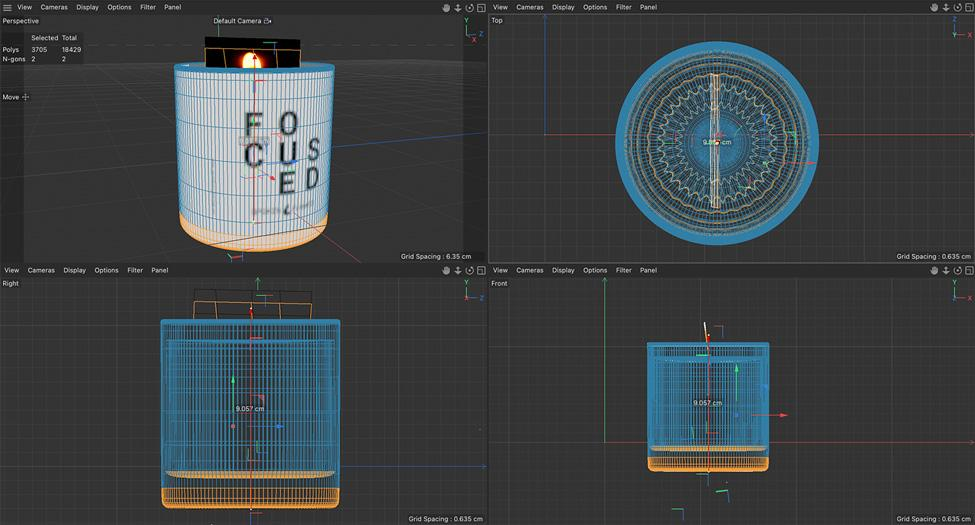 View Cameras Display Options Filter Panel
Perspective
Default Camera
Selected Total
Polys 3705 18429
N-gons 2 2
Move
F O
C U S
E D
Y
Z
X
Grid Spacing : 6.35 cm
View Cameras Display Options Filter Panel
Top
9.057 cm
Z
X
Grid Spacing : 0.635 cm
View Cameras Display Options Filter Panel
Right
Y
Z
9.057 cm
Grid Spacing : 0.635 cm
View Cameras Display Options Filter Panel
Front
Y
X
9.057 cm
Grid Spacing : 0.635 cm